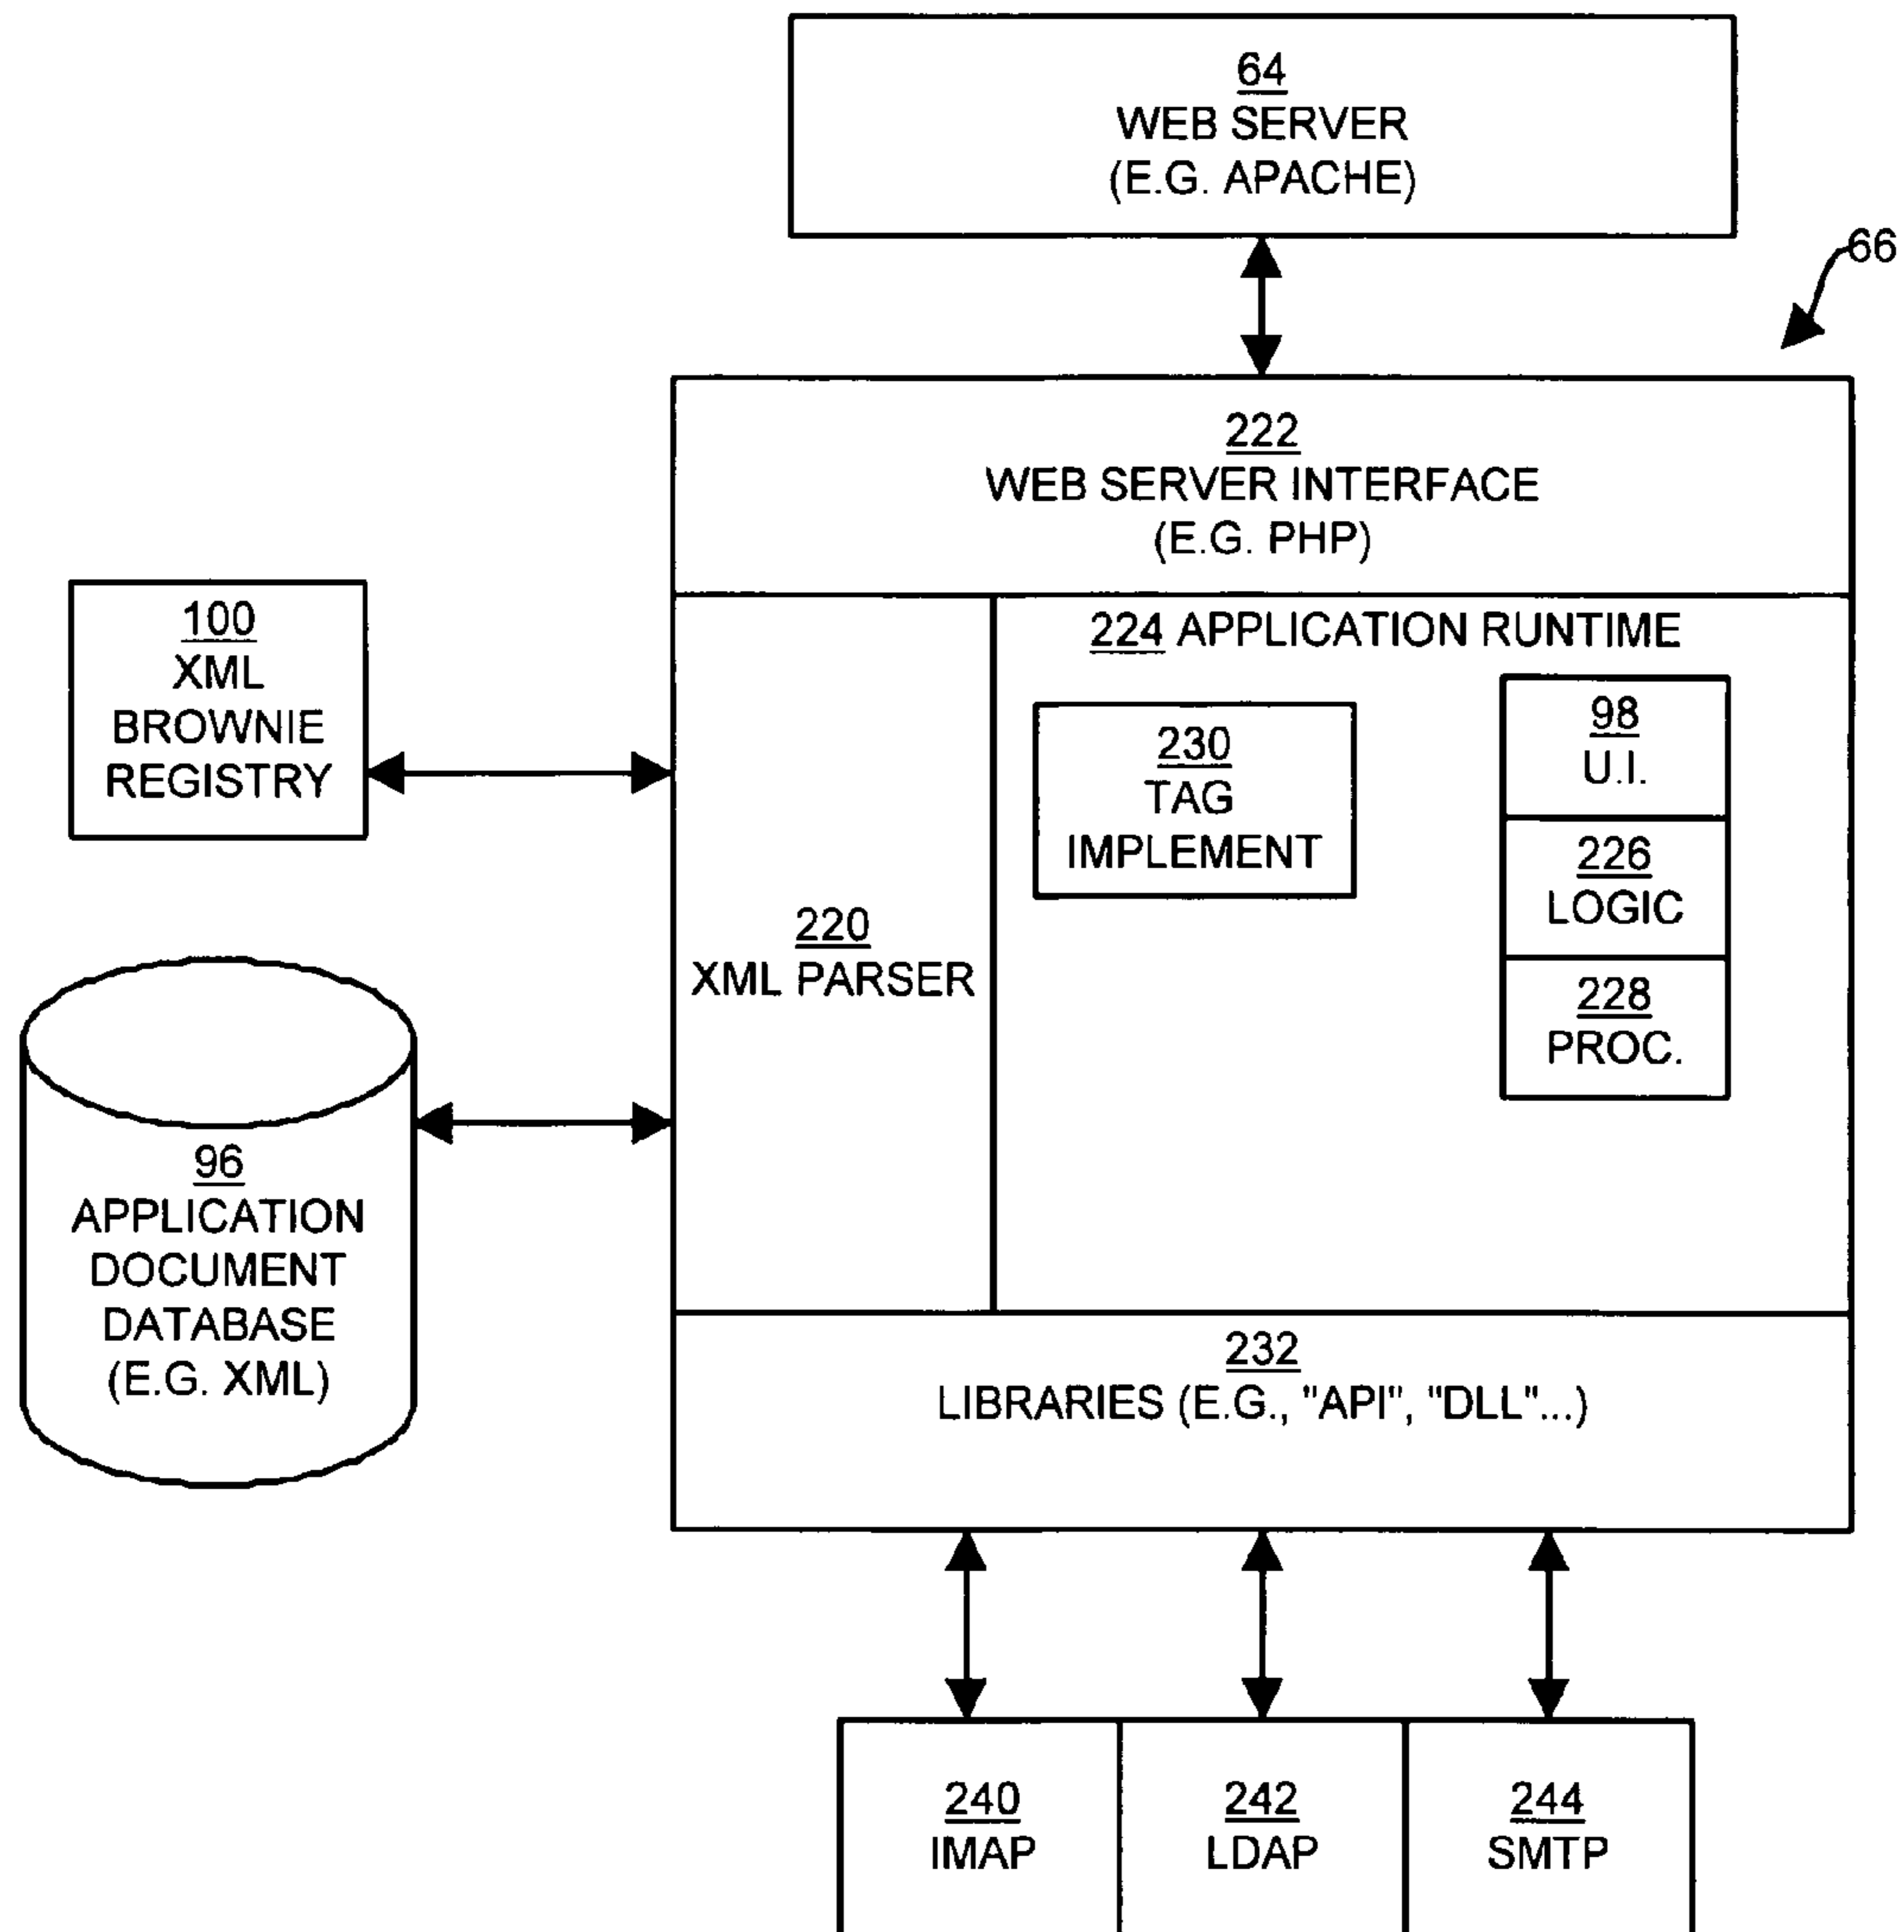 64
WEB SERVER
(E.G. APACHE)
66
222
WEB SERVER INTERFACE
(E.G. PHP)
100
XML
BROWNIE
REGISTRY
224 APPLICATION RUNTIME
230
TAG
IMPLEMENT
98
U.I.
226
LOGIC
228
PROC.
220
XML PARSER
96
APPLICATION
DOCUMENT
DATABASE
(E.G. XML)
232
LIBRARIES (E.G., "API", "DLL"...)
240
IMAP
242
LDAP
244
SMTP